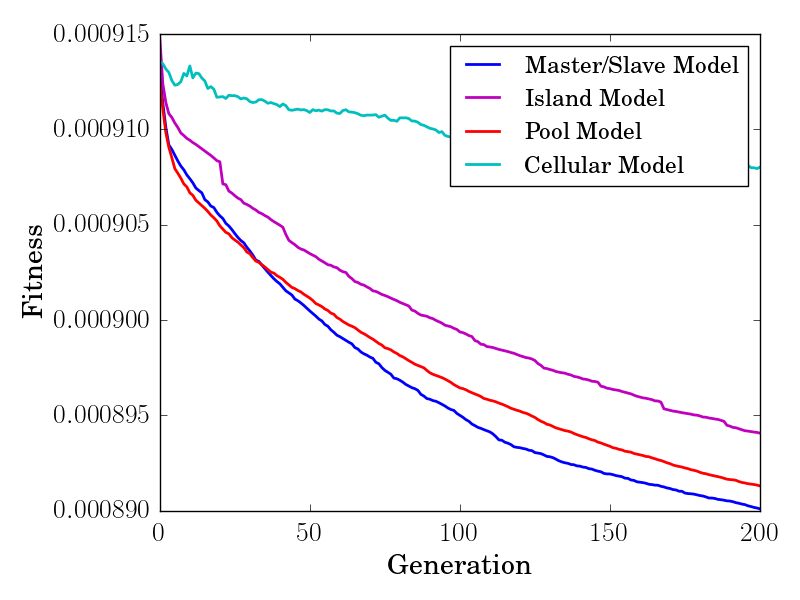 0.000915
0.000910
0.000905
0.000900
0.000895
0.000890
Fitness
0
50
100
150
200
Generation
Master/Slave Model
Island Model
Pool Model
Cellular Model